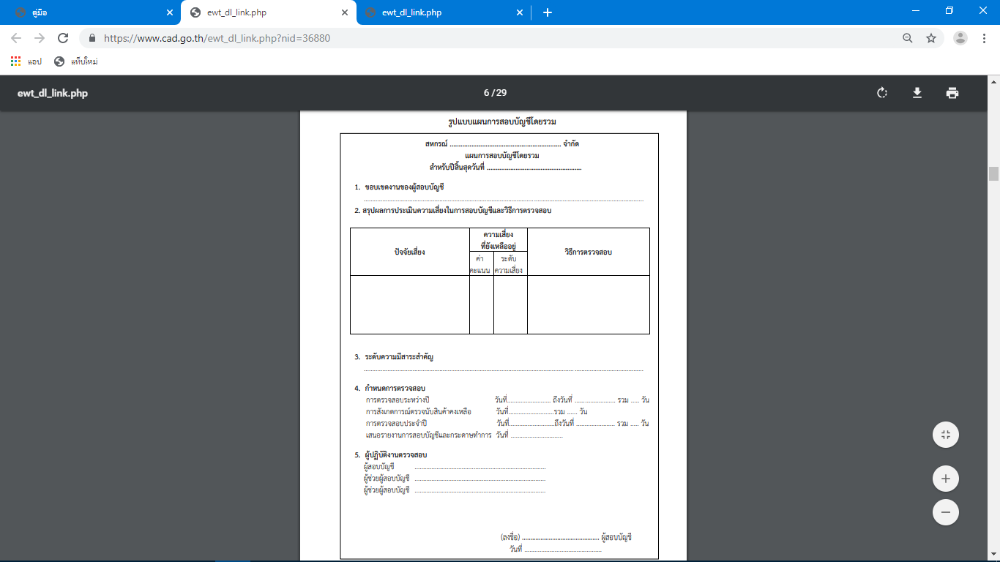 คู่มือ
ewt_dl_link.php
ewt_dl_link.php
https://www.cad.go.th/ewt_dl_link.php?nid=36880
แอป
แท็บใหม่
ewt_dl_link.php
6 / 29
รูปแบบแผนการสอบบัญชีโดยรวม
สหกรณ์ .............................................................. จำกัด
แผนการสอบบัญชีโดยรวม
สำหรับปีสิ้นสุดวันที่ .....................................................
1. ขอบเขตงานของผู้สอบบัญชี
2. สรุปผลการประเมินความเสี่ยงในการสอบบัญชีและวิธีการตรวจสอบ
ปัจจัยเสี่ยง
ความเสี่ยง
ที่ยังเหลืออยู่
วิธีการตรวจสอบ
ค่า
คะแนน
ระดับ
ความเสี่ยง
3. ระดับความมีสาระสำคัญ
4. กำหนดการตรวจสอบ
การตรวจสอบระหว่างปี วันที่......................... ถึงวันที่ ....................... รวม ..... วัน
การสังเกตการณ์ตรวจนับสินค้าคงเหลือ วันที่..........................รวม ...... วัน
การตรวจสอบประจำปี วันที่..........................ถึงวันที่ ...................... รวม ..... วัน
เสนอรายงานการสอบบัญชีและกระดาษทำการ วันที่ ..............................
5. ผู้ปฏิบัติงานตรวจสอบ
ผู้สอบบัญชี ..........................................................................
ผู้ช่วยผู้สอบบัญชี ..........................................................................
ผู้ช่วยผู้สอบบัญชี ..........................................................................
(ลงชื่อ) ........................................... ผู้สอบบัญชี
วันที่ ...........................................